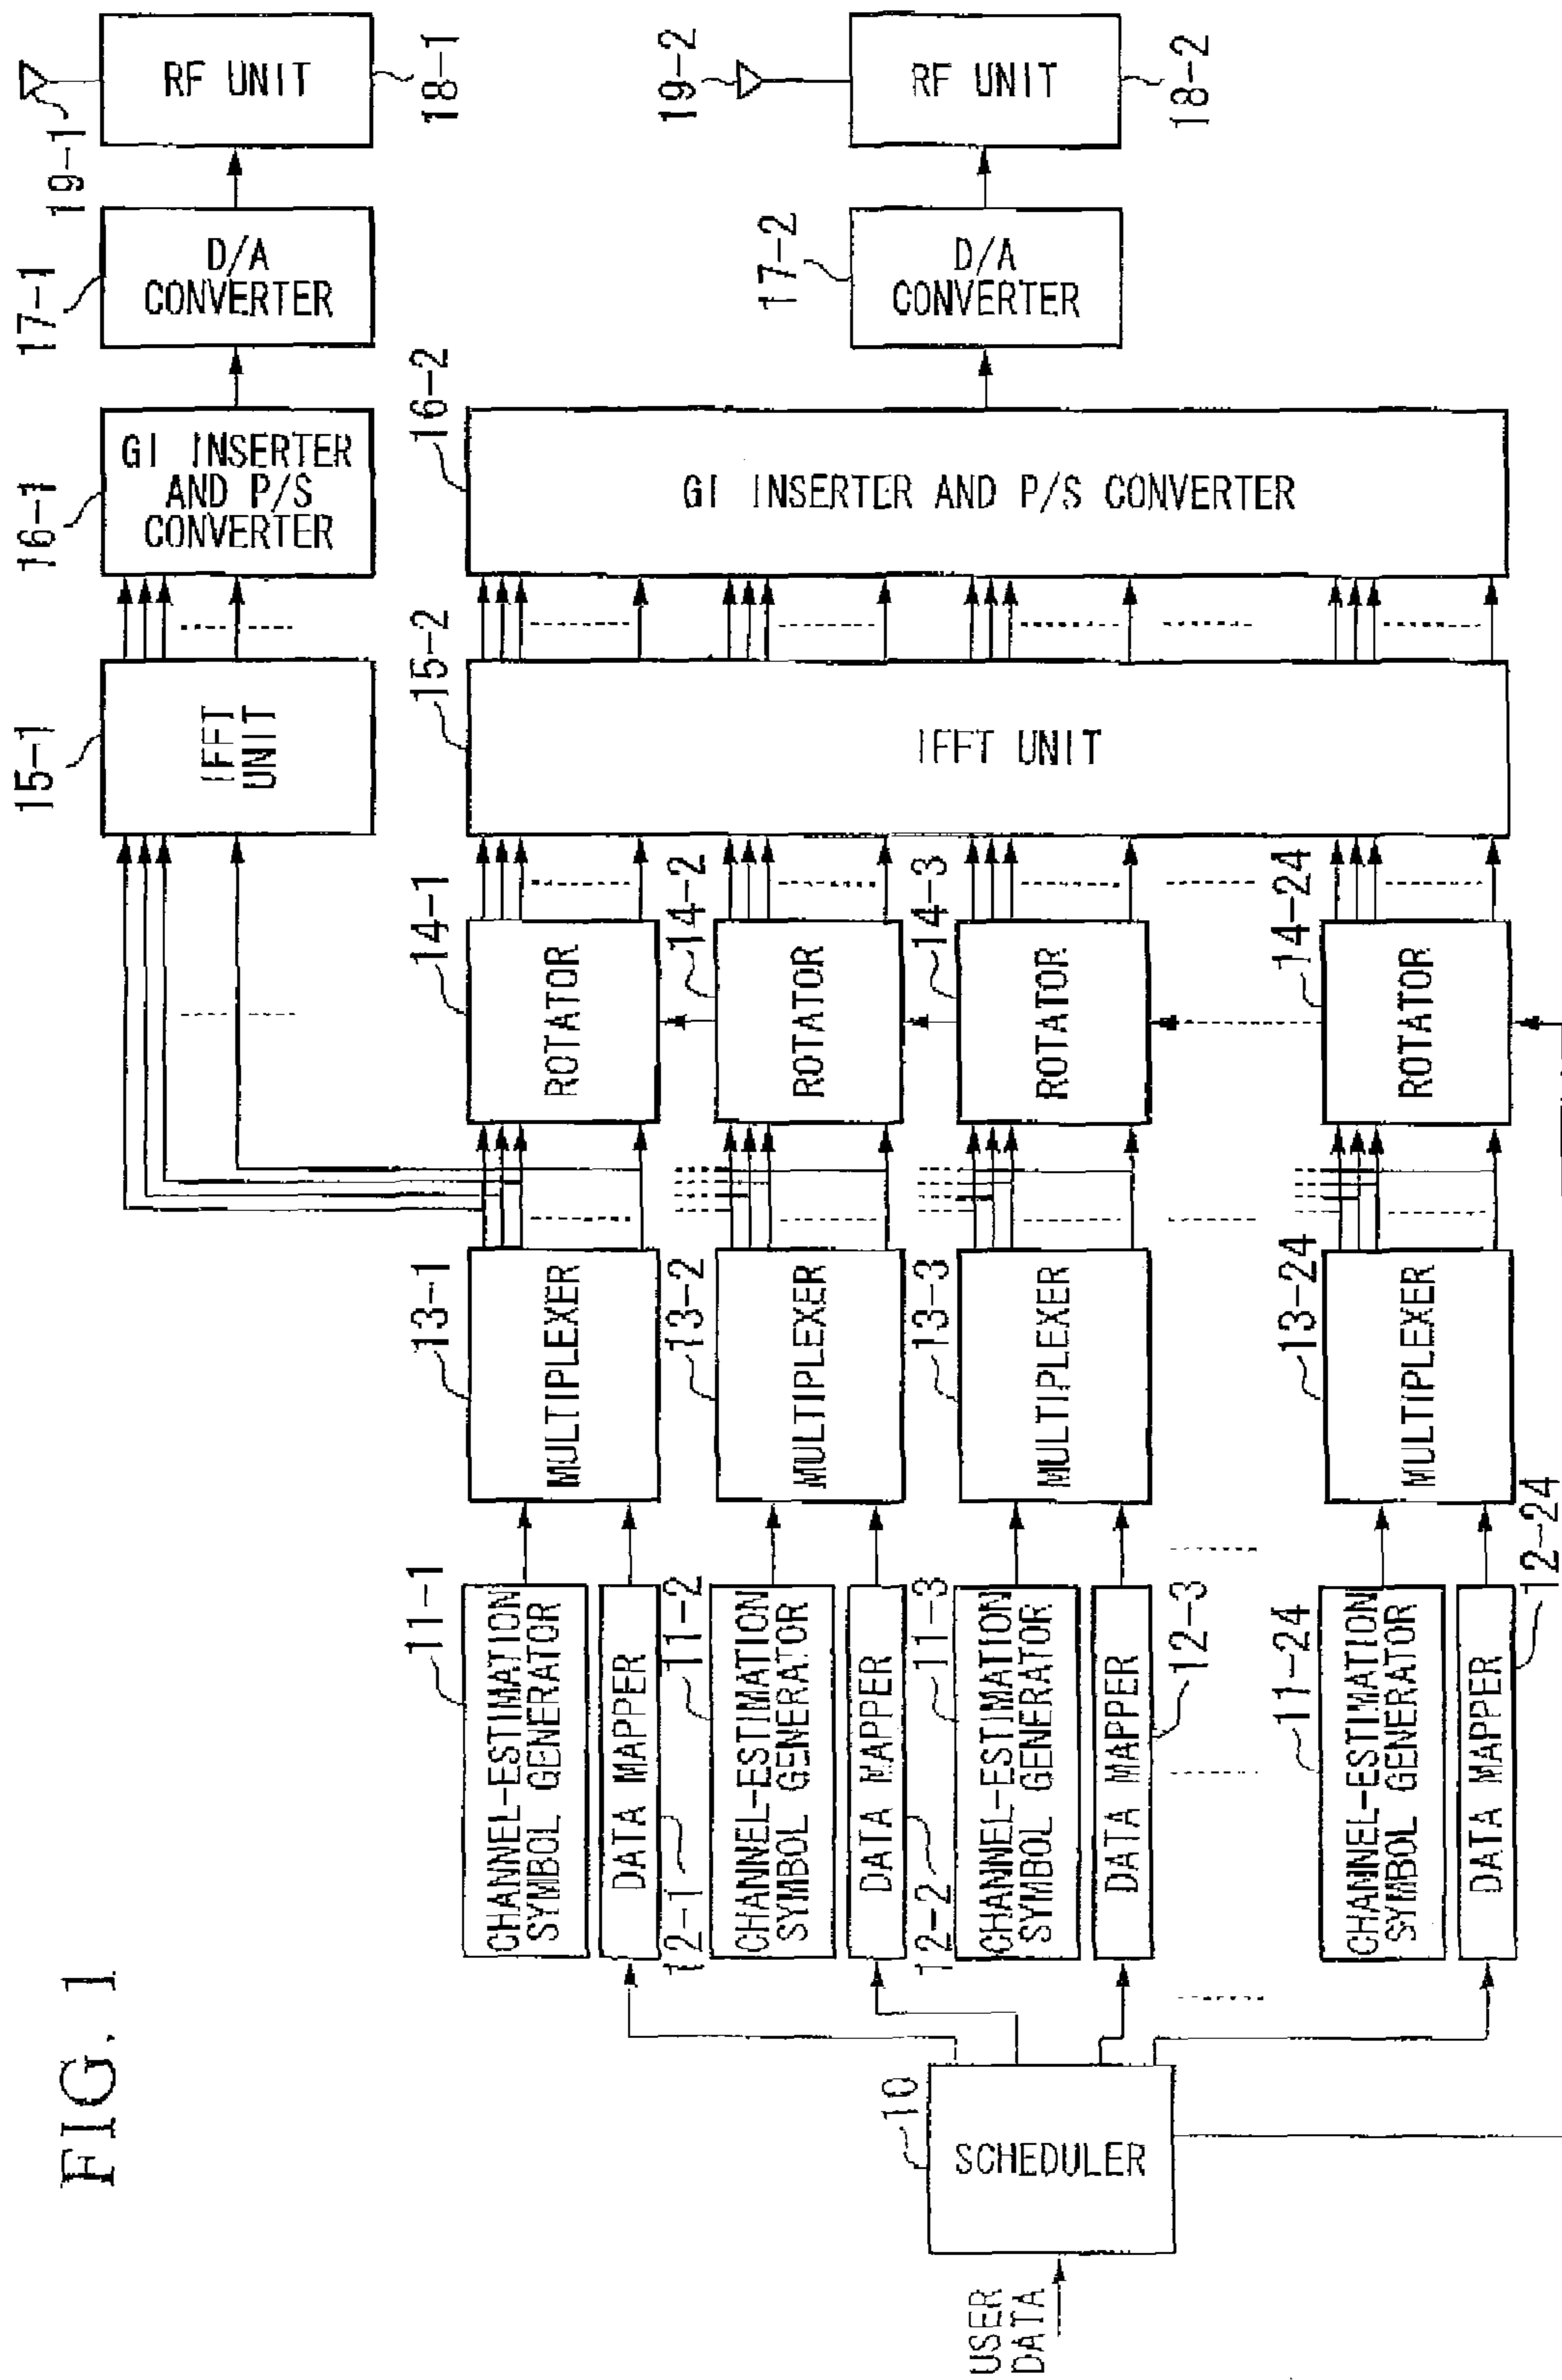 FIG. 1
USER
DATA
10
SCHEDULER
11-1
CHANNEL-ESTIMATION
SYMBOL GENERATOR
DATA MAPPER
12-1
11-2
CHANNEL-ESTIMATION
SYMBOL GENERATOR
DATA MAPPER
12-2
11-3
CHANNEL-ESTIMATION
SYMBOL GENERATOR
DATA MAPPER
12-3
11-24
CHANNEL-ESTIMATION
SYMBOL GENERATOR
DATA MAPPER
12-24
13-1
MULTIPLEXER
13-2
MULTIPLEXER
13-3
MULTIPLEXER
13-24
MULTIPLEXER
14-1
ROTATOR
14-2
ROTATOR
14-3
ROTATOR
14-24
ROTATOR
15-1
IFFT
UNIT
15-2
IFFT UNIT
16-1
GI INSERTER
AND P/S
CONVERTER
16-2
GI INSERTER AND P/S CONVERTER
17-1
D/A
CONVERTER
17-2
D/A
CONVERTER
19-1
RF UNIT
18-1
19-2
RF UNIT
18-2